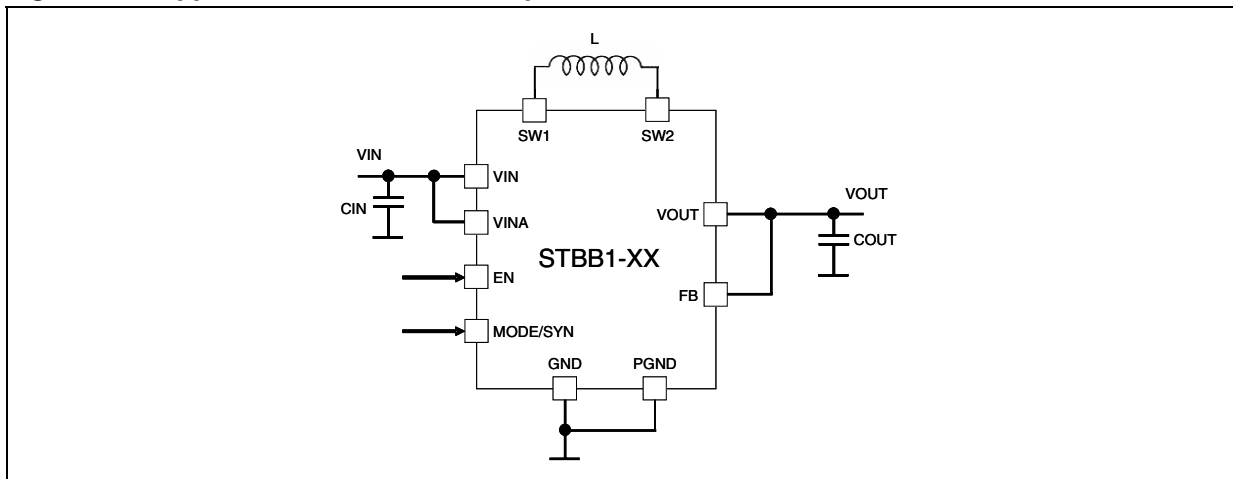 L
SW1
SW2
VIN
VIN
CIN
VINA
VOUT
VOUT
COUT
STBB1-XX
EN
FB
MODE/SYN
GND
PGND